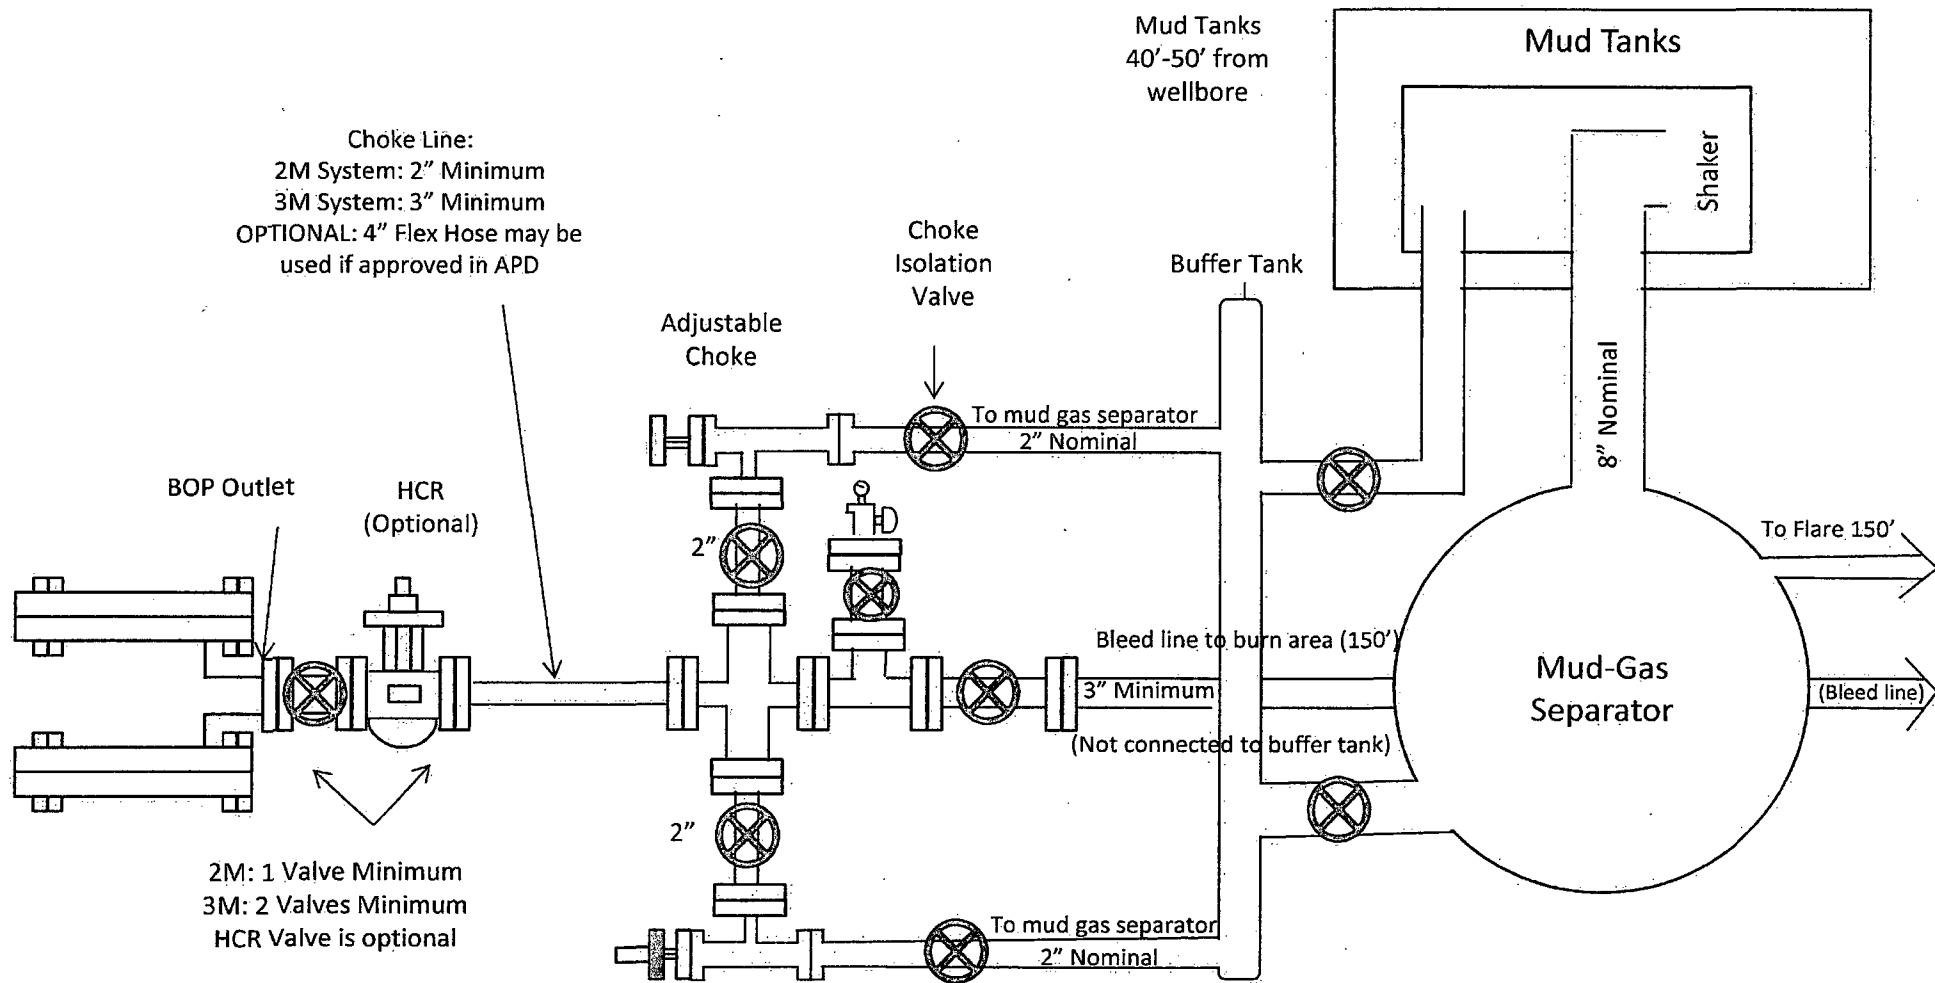 Mud Tanks
40’-50’ from
wellbore
Mud Tanks
Shaker
Choke Line:
2M System: 2” Minimum
3M System: 3” Minimum
OPTIONAL: 4” Flex Hose may be
used if approved in APD
Choke
Isolation
Valve
Buffer Tank
Adjustable
Choke
8” Nominal
To mud gas separator
2” Nominal
BOP Outlet
HCR
(Optional)
2”
To Flare 150’
Bleed line to burn area (150’)
3” Minimum
(Not connected to buffer tank)
Mud-Gas
Separator
(Bleed line)
2”
2M: 1 Valve Minimum
3M: 2 Valves Minimum
HCR Valve is optional
To mud gas separator
2” Nominal